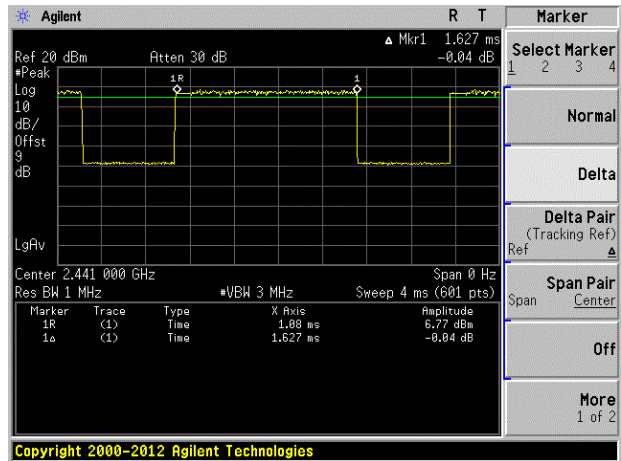 Agilent R T
Δ Mkr1 1.627 ms
Ref 20 dBm Atten 30 dB -0.04 dB
#Peak
Log
10
dB/
Offst
9
dB
LgAv
1R
1
Center 2.441 000 GHz Span 0 Hz
Res BW 1 MHz #VBW 3 MHz Sweep 4 ms (601 pts)
Marker Trace Type X Axis Amplitude
1R (1) Time 1.08 ms 6.77 dBm
1Δ (1) Time 1.627 ms -0.04 dB
Copyright 2000-2012 Agilent Technologies
Marker
Select Marker
1 2 3 4
Normal
Delta
Delta Pair
(Tracking Ref)
Ref Δ
Span Pair
Span Center
Off
More
1 of 2